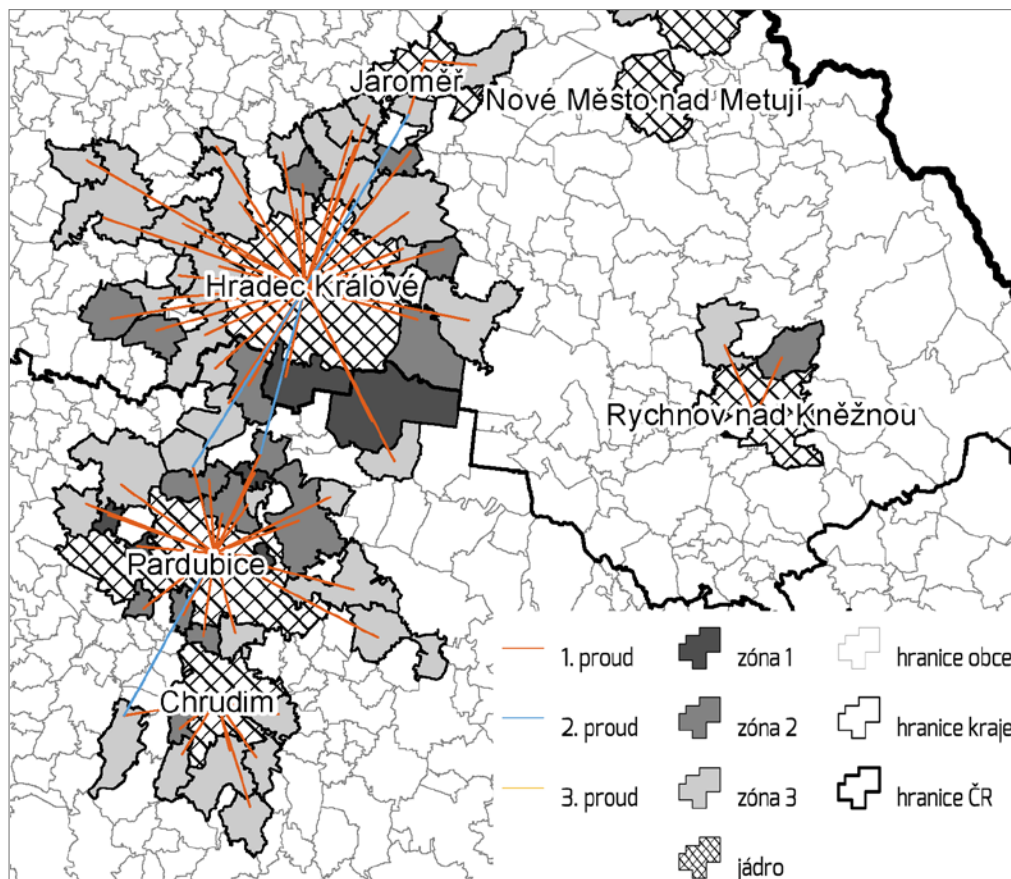 Jaroměř
Nové Město nad Metují
Hradec Králové
Rychnov nad Kněžnou
Pardubice
Chrudim
1. proud
zóna 1
hranice obce
2. proud
zóna 2
hranice kraje
3. proud
zóna 3
hranice ČR
jádro